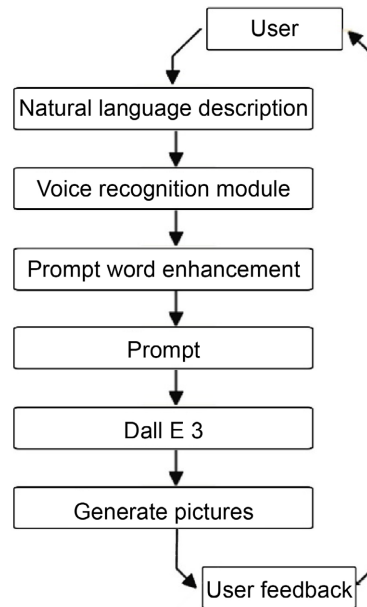 User
Natural language description
Voice recognition module
Prompt word enhancement
Prompt
Dall E 3
Generate pictures
User feedback